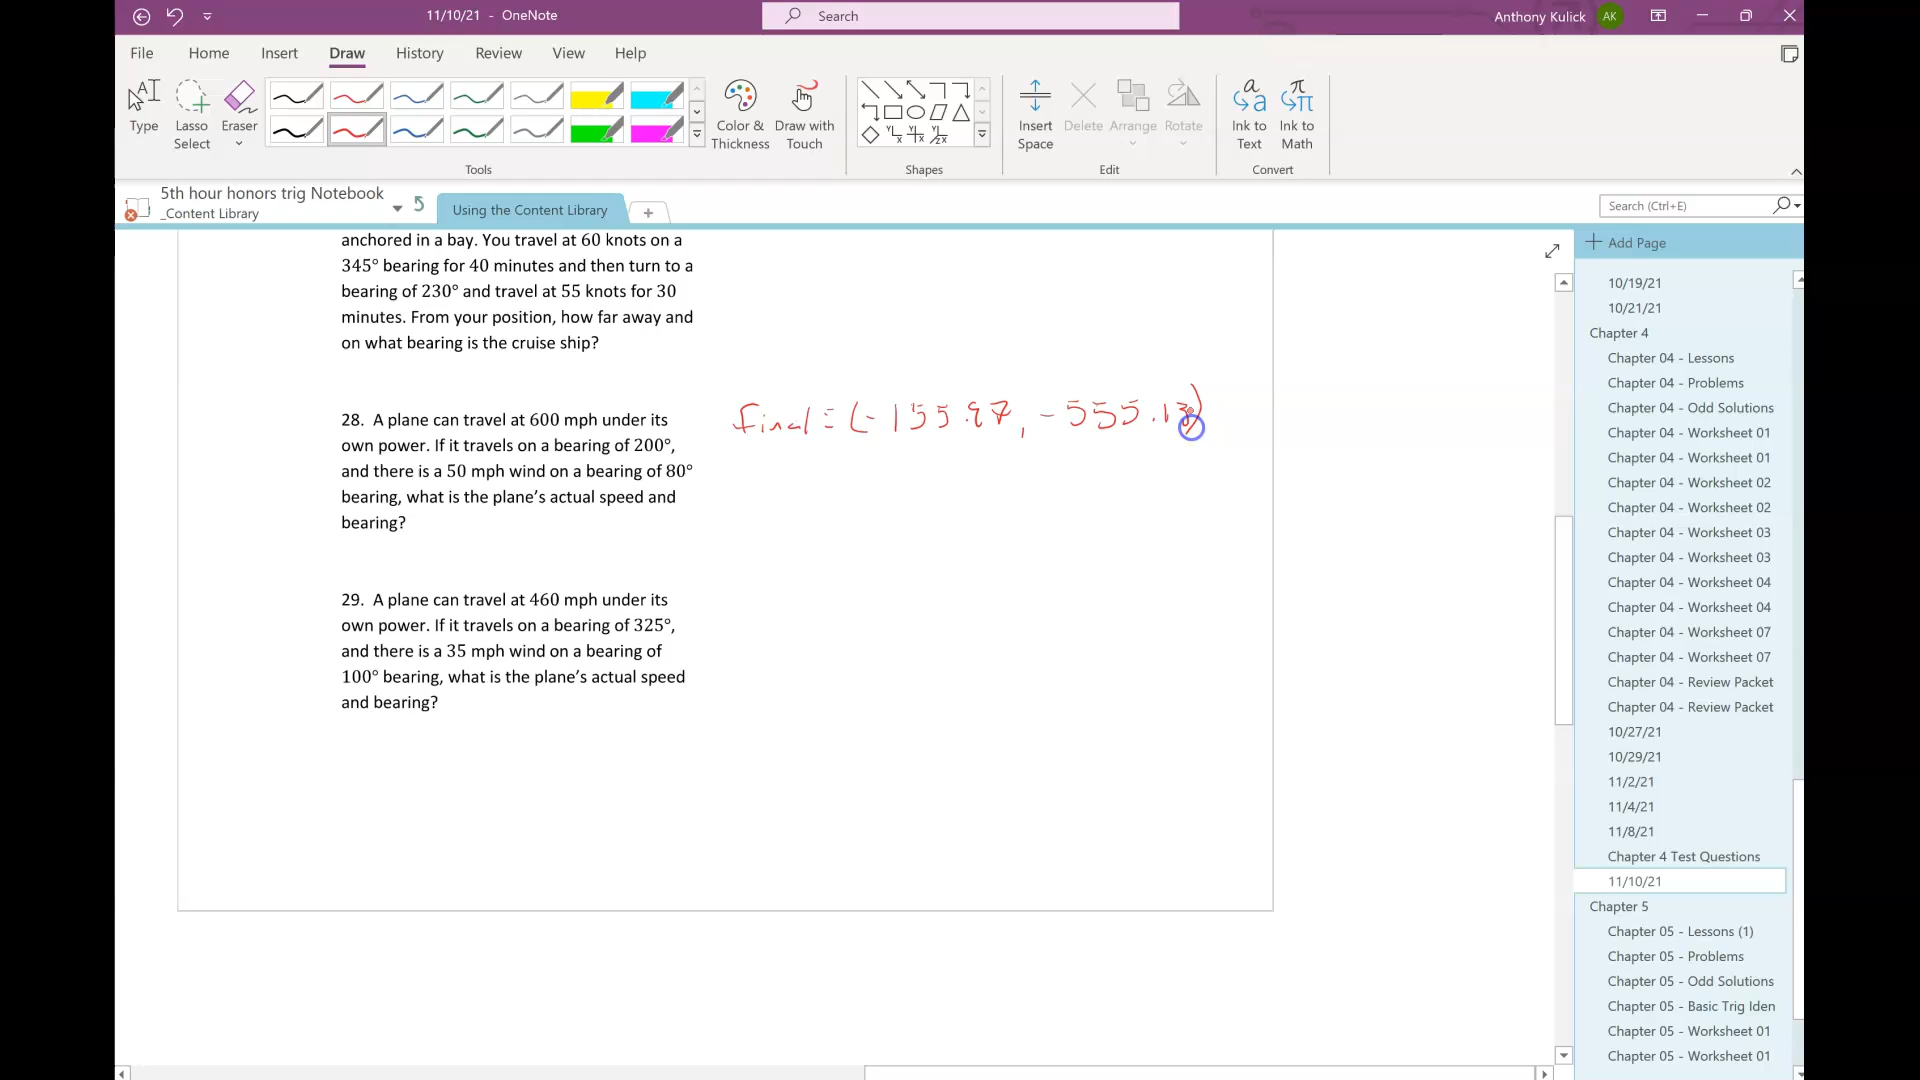 11/10/21 - OneNote
Search
Anthony Kulick AK
File Home Insert Draw History Review View Help
Type
Lasso Select
Eraser
Color & Thickness
Draw with Touch
Insert Space
Delete
Arrange
Rotate
Ink to Text
Ink to Math
Tools
Shapes
Edit
Convert
5th hour honors trig Notebook
_Content Library
Using the Content Library
Search (Ctrl+E)
anchored in a bay. You travel at 60 knots on a
345° bearing for 40 minutes and then turn to a
bearing of 230° and travel at 55 knots for 30
minutes. From your position, how far away and
on what bearing is the cruise ship?
28. A plane can travel at 600 mph under its
own power. If it travels on a bearing of 200°,
and there is a 50 mph wind on a bearing of 80°
bearing, what is the plane's actual speed and
bearing?
final = (-155.97, -555.13)
29. A plane can travel at 460 mph under its
own power. If it travels on a bearing of 325°,
and there is a 35 mph wind on a bearing of
100° bearing, what is the plane's actual speed
and bearing?
Add Page
10/19/21
10/21/21
Chapter 4
Chapter 04 - Lessons
Chapter 04 - Problems
Chapter 04 - Odd Solutions
Chapter 04 - Worksheet 01
Chapter 04 - Worksheet 01
Chapter 04 - Worksheet 02
Chapter 04 - Worksheet 02
Chapter 04 - Worksheet 03
Chapter 04 - Worksheet 03
Chapter 04 - Worksheet 04
Chapter 04 - Worksheet 04
Chapter 04 - Worksheet 07
Chapter 04 - Worksheet 07
Chapter 04 - Review Packet
Chapter 04 - Review Packet
10/27/21
10/29/21
11/2/21
11/4/21
11/8/21
Chapter 4 Test Questions
11/10/21
Chapter 5
Chapter 05 - Lessons (1)
Chapter 05 - Problems
Chapter 05 - Odd Solutions
Chapter 05 - Basic Trig Iden
Chapter 05 - Worksheet 01
Chapter 05 - Worksheet 01